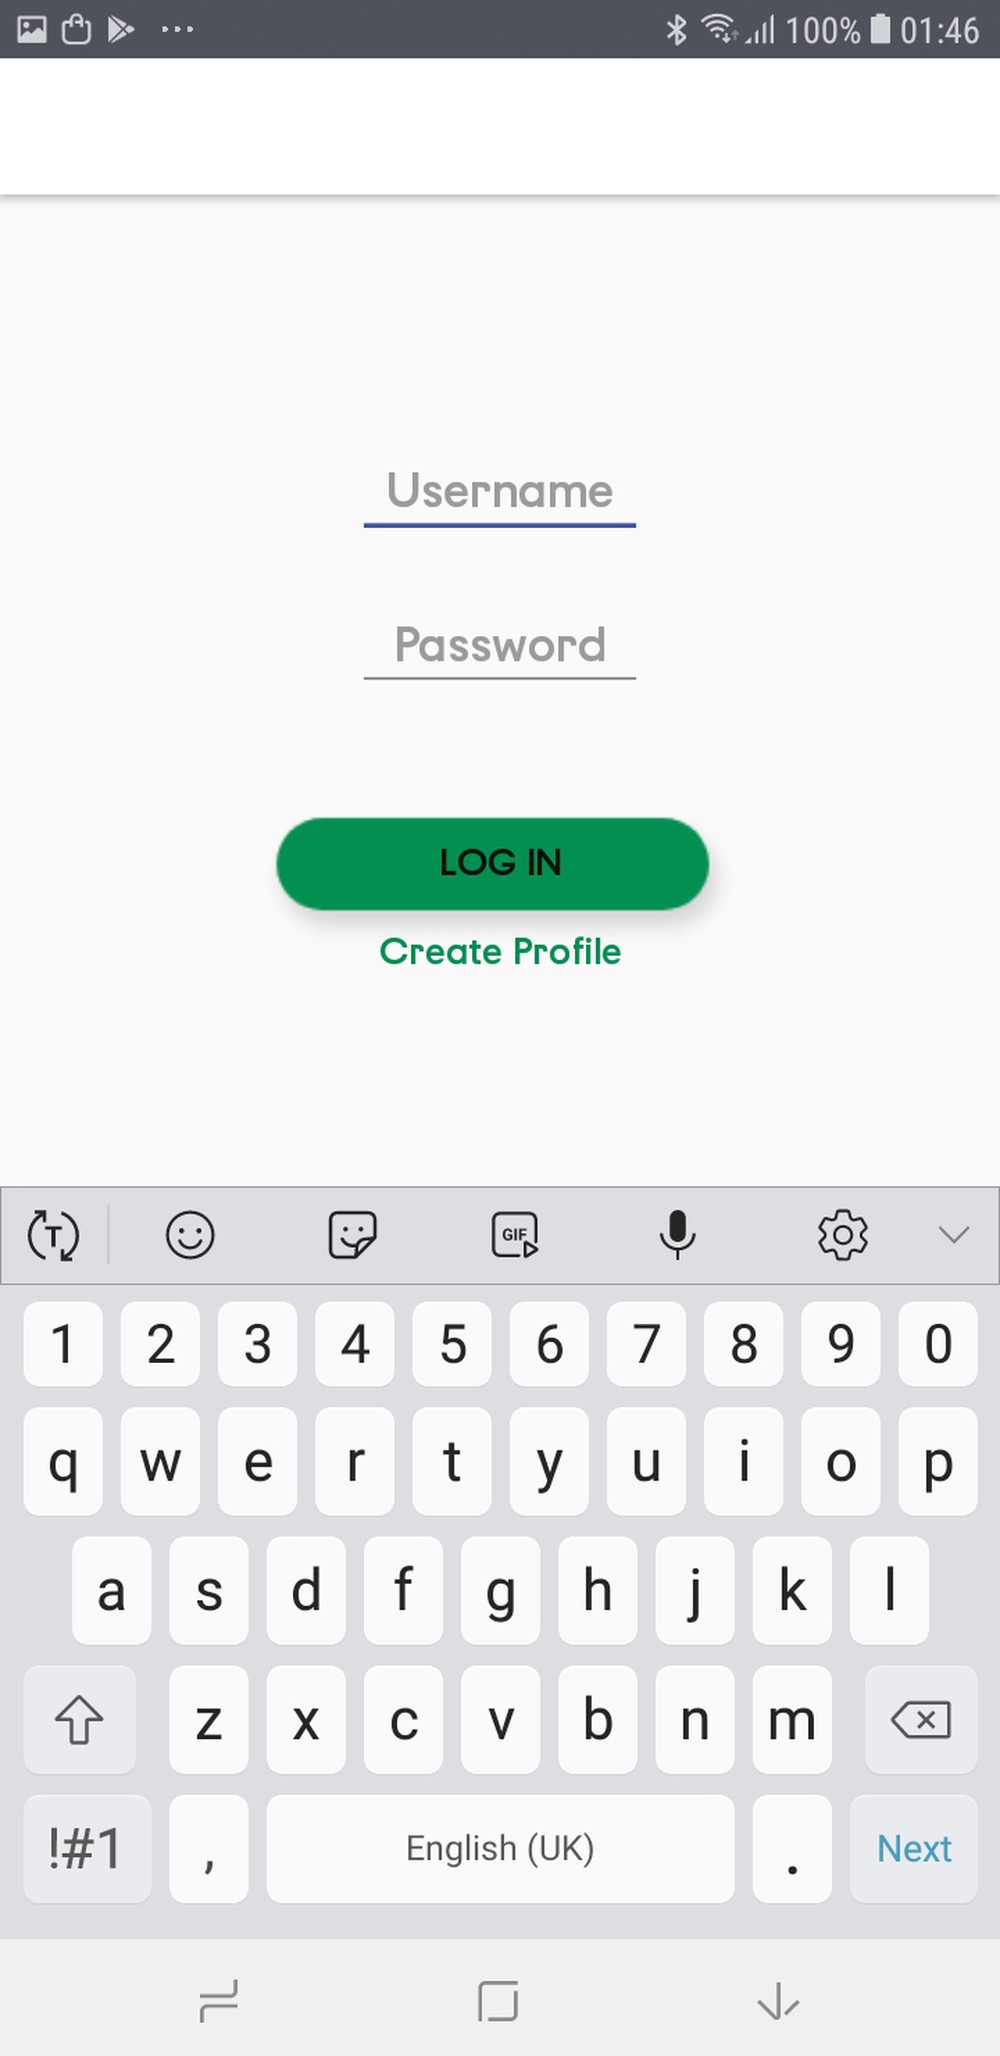 100% 01:46
Username
Password
LOG IN
Create Profile
T GIF
1 2 3 4 5 6 7 8 9 0
q w e r t y u i o p
a s d f g h j k l
z x c v b n m
!#1 , English (UK) . Next